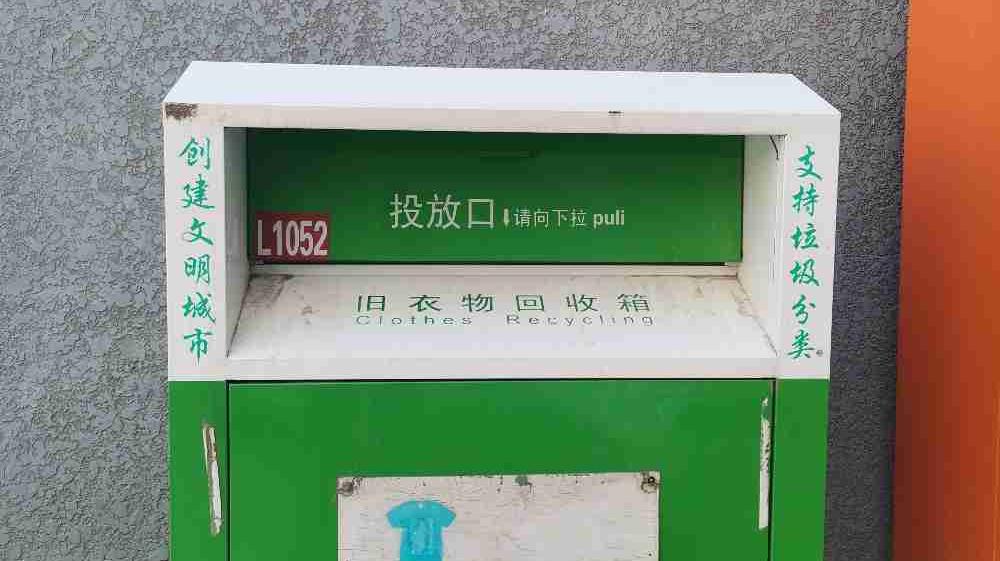 创建文明城市
投放口 请向下拉 puli
L1052
旧衣物回收箱
Clothes Recycling
支持垃圾分类